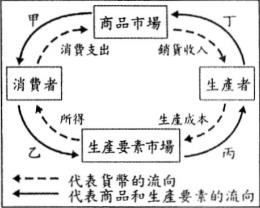 甲
商品市場
丁
消費支出
銷貨收入
消費者
生產者
所得
生產成本
乙
生產要素市場
丙
代表貨幣的流向
代表商品和生產要素的流向